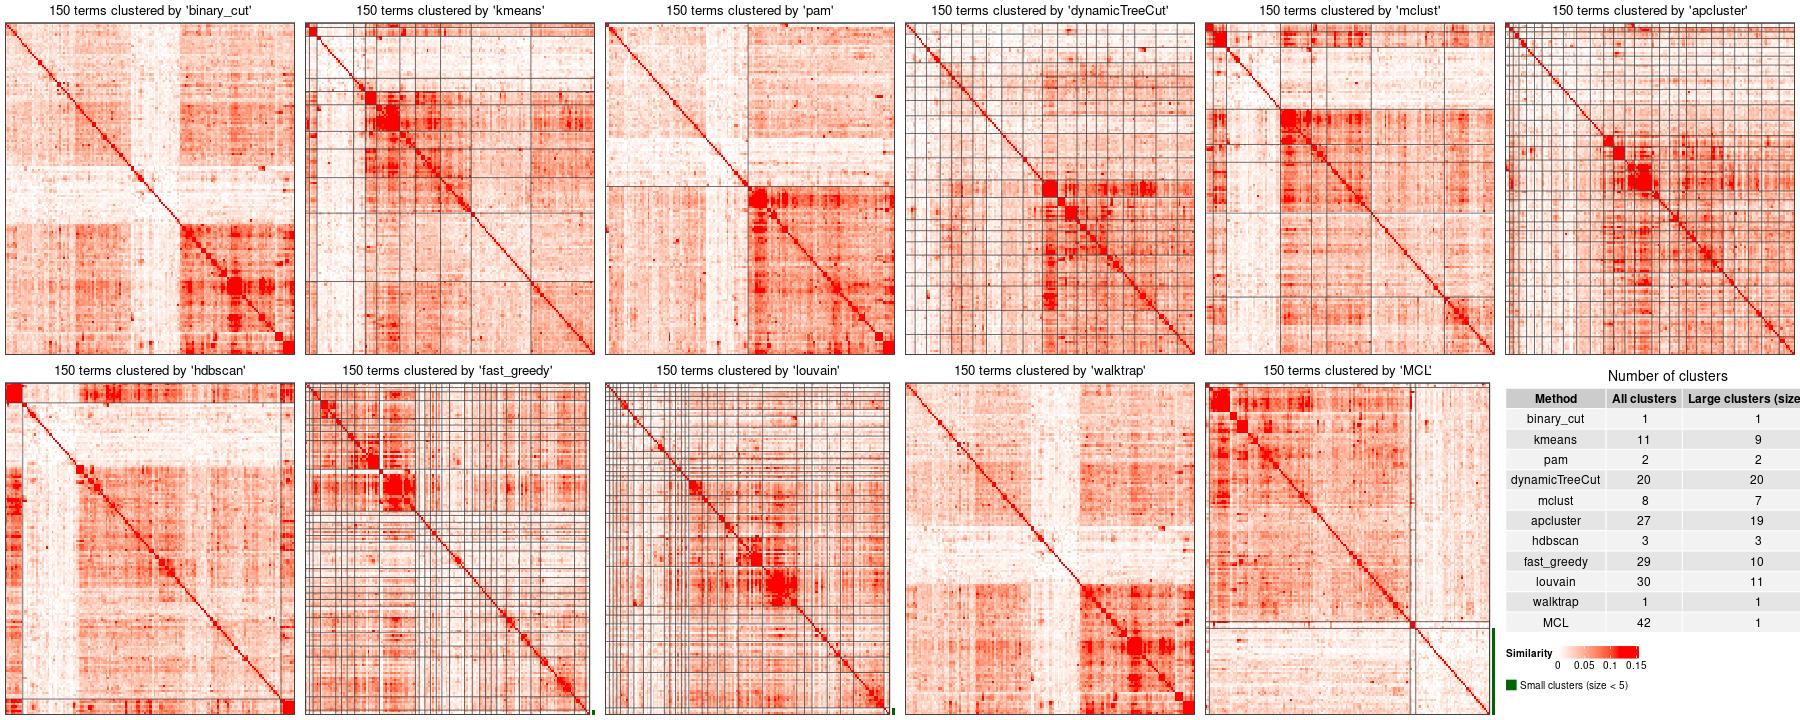 150 terms clustered by 'binary_cut'
150 terms clustered by 'kmeans'
150 terms clustered by 'pam'
150 terms clustered by 'dynamicTreeCut'
150 terms clustered by 'mclust'
150 terms clustered by 'apcluster'
150 terms clustered by 'hdbscan'
150 terms clustered by 'fast_greedy'
150 terms clustered by 'louvain'
150 terms clustered by 'walktrap'
150 terms clustered by 'MCL'
Number of clusters
Method All clusters Large clusters (size
binary_cut 1 1
kmeans 11 9
pam 2 2
dynamicTreeCut 20 20
mclust 8 7
apcluster 27 19
hdbscan 3 3
fast_greedy 29 10
louvain 30 11
walktrap 1 1
MCL 42 1
Similarity
0 0.05 0.1 0.15
Small clusters (size < 5)